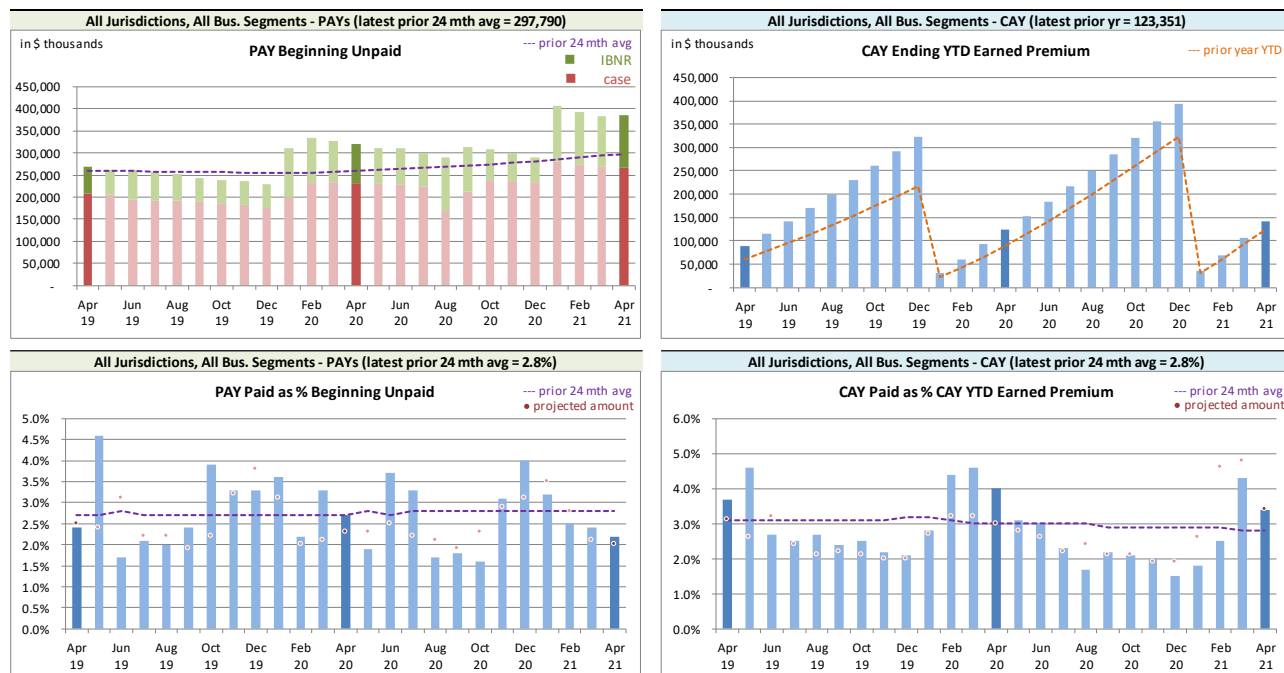 All Jurisdictions, All Bus. Segments - PAYs (latest prior 24 mth avg = 297,790)
in $ thousands
PAY Beginning Unpaid
--- prior 24 mth avg
IBNR
case
450,000
400,000
350,000
300,000
250,000
200,000
150,000
100,000
50,000
-
Apr Jun Aug Oct Dec Feb Apr Jun Aug Oct Dec Feb Apr
19 19 19 19 19 20 20 20 20 20 20 21 21
All Jurisdictions, All Bus. Segments - CAY (latest prior yr = 123,351)
in $ thousands
CAY Ending YTD Earned Premium
--- prior year YTD
450,000
400,000
350,000
300,000
250,000
200,000
150,000
100,000
50,000
-
Apr Jun Aug Oct Dec Feb Apr Jun Aug Oct Dec Feb Apr
19 19 19 19 19 20 20 20 20 20 20 21 21
All Jurisdictions, All Bus. Segments - PAYs (latest prior 24 mth avg = 2.8%)
PAY Paid as % Beginning Unpaid
--- prior 24 mth avg
• projected amount
5.0%
4.5%
4.0%
3.5%
3.0%
2.5%
2.0%
1.5%
1.0%
0.5%
0.0%
Apr Jun Aug Oct Dec Feb Apr Jun Aug Oct Dec Feb Apr
19 19 19 19 19 20 20 20 20 20 20 21 21
All Jurisdictions, All Bus. Segments - CAY (latest prior 24 mth avg = 2.8%)
CAY Paid as % CAY YTD Earned Premium
--- prior 24 mth avg
• projected amount
6.0%
5.0%
4.0%
3.0%
2.0%
1.0%
0.0%
Apr Jun Aug Oct Dec Feb Apr Jun Aug Oct Dec Feb Apr
19 19 19 19 19 20 20 20 20 20 20 21 21